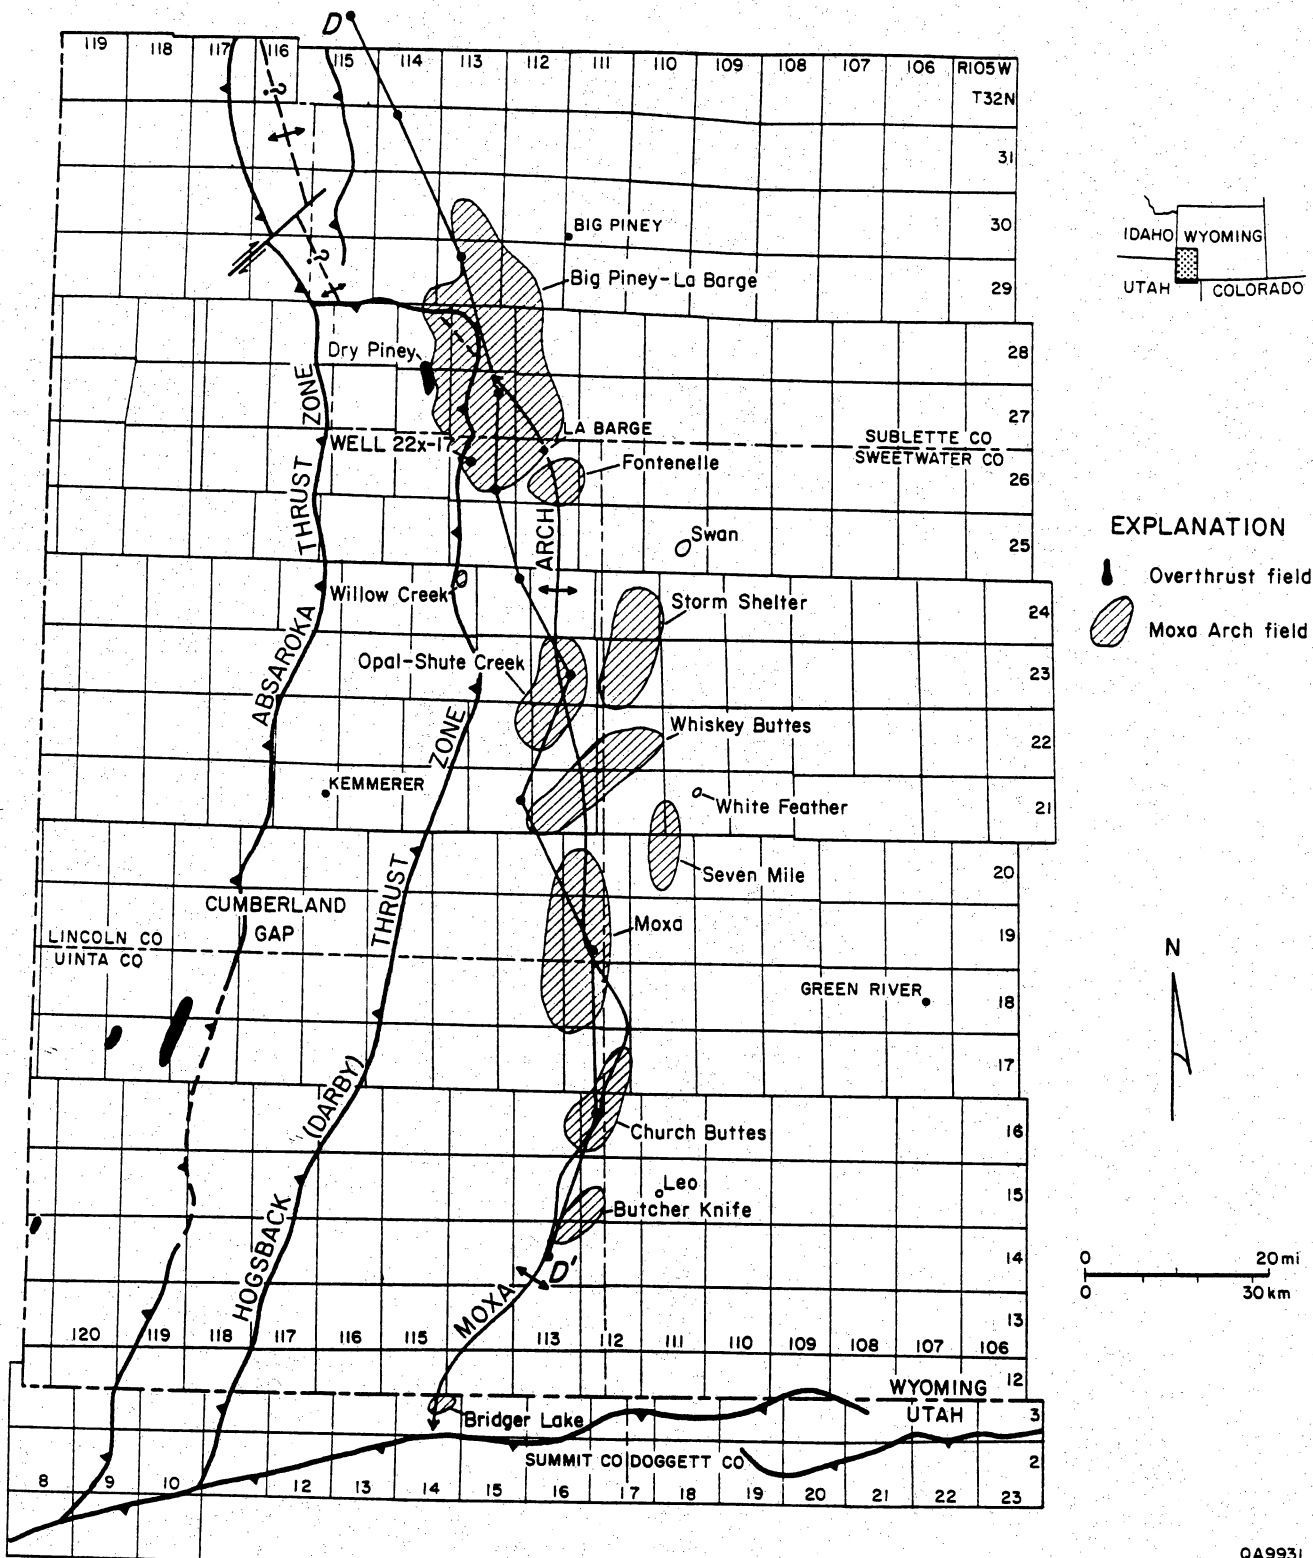 D
119 118 117 116 115 114 113 112 111 110 109 108 107 106 R105W
T32N
?
31
30
BIG PINEY
IDAHO WYOMING
UTAH COLORADO
?
Big Piney-La Barge
29
Dry Piney
28
ZONE
27
LA BARGE
WELL 22x-17
SUBLETTE CO
SWEETWATER CO
Fontenelle
26
THRUST
ARCH
Swan
25
EXPLANATION
Overthrust field
Moxa Arch field
Willow Creek
Storm Shelter
24
ABSAROKA
Opal-Shute Creek
23
ZONE
Whiskey Buttes
22
KEMMERER
White Feather
21
THRUST
Seven Mile
20
CUMBERLAND
GAP
Moxa
19
LINCOLN CO
UINTA CO
N
GREEN RIVER
18
17
(DARBY)
Church Buttes
16
HOGSBACK
Leo
15
Butcher Knife
14
D'
MOXA
0 20 mi
0 30 km
13
120 119 118 117 116 115 113 112 111 110 109 108 107 106
12
WYOMING
UTAH
3
Bridger Lake
SUMMIT CO DOGGETT CO
2
8 9 10 12 13 14 15 16 17 18 19 20 21 22 23
QA9931